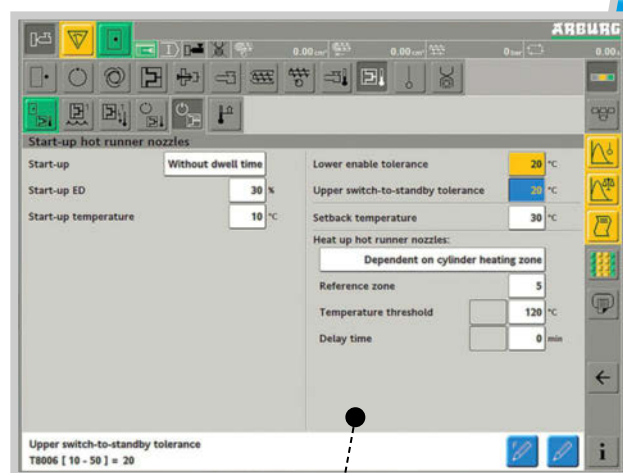 ARBURG
0.00 cm³ 0.00 cm³ 0 bar 0.00 s
Start-up hot runner nozzles
Start-up Without dwell time
Start-up ED 30 %
Start-up temperature 10 °C
Lower enable tolerance 20 °C
Upper switch-to-standby tolerance 20 °C
Setback temperature 30 °C
Heat up hot runner nozzles:
Dependent on cylinder heating zone
Reference zone 5
Temperature threshold 120 °C
Delay time 0 min
Upper switch-to-standby tolerance
T8006 [ 10 - 50 ] = 20
i